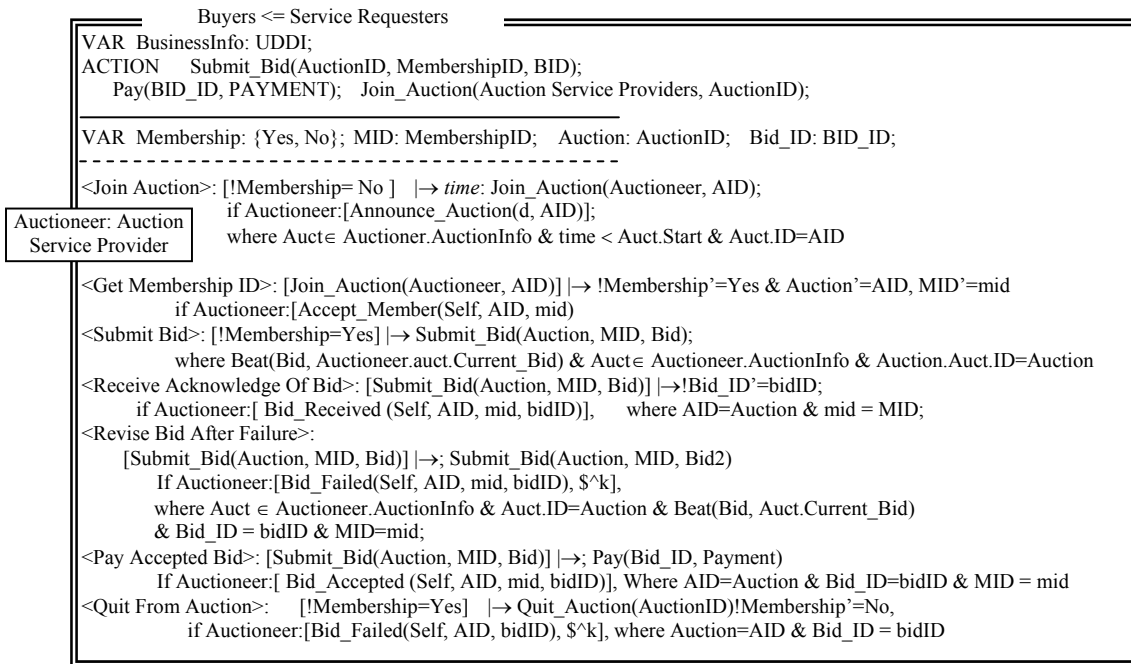 Buyers <= Service Requesters
VAR BusinessInfo: UDDI;
ACTION Submit_Bid(AuctionID, MembershipID, BID);
Pay(BID_ID, PAYMENT); Join_Auction(Auction Service Providers, AuctionID);
VAR Membership: {Yes, No}; MID: MembershipID; Auction: AuctionID; Bid_ID: BID_ID;
<Join Auction>: [!Membership= No ] |→ time: Join_Auction(Auctioneer, AID);
if Auctioneer:[Announce_Auction(d, AID)];
where Auct∈ Auctioner.AuctionInfo & time < Auct.Start & Auct.ID=AID
Auctioneer: Auction
Service Provider
<Get Membership ID>: [Join_Auction(Auctioneer, AID)] |→ !Membership’=Yes & Auction’=AID, MID’=mid
if Auctioneer:[Accept_Member(Self, AID, mid)
<Submit Bid>: [!Membership=Yes] |→ Submit_Bid(Auction, MID, Bid);
where Beat(Bid, Auctioneer.auct.Current_Bid) & Auct∈ Auctioneer.AuctionInfo & Auction.Auct.ID=Auction
<Receive Acknowledge Of Bid>: [Submit_Bid(Auction, MID, Bid)] |→!Bid_ID’=bidID;
if Auctioneer:[ Bid_Received (Self, AID, mid, bidID)], where AID=Auction & mid = MID;
<Revise Bid After Failure>:
[Submit_Bid(Auction, MID, Bid)] |→; Submit_Bid(Auction, MID, Bid2)
If Auctioneer:[Bid_Failed(Self, AID, mid, bidID), $^k],
where Auct ∈ Auctioneer.AuctionInfo & Auct.ID=Auction & Beat(Bid, Auct.Current_Bid)
& Bid_ID = bidID & MID=mid;
<Pay Accepted Bid>: [Submit_Bid(Auction, MID, Bid)] |→; Pay(Bid_ID, Payment)
If Auctioneer:[ Bid_Accepted (Self, AID, mid, bidID)], Where AID=Auction & Bid_ID=bidID & MID = mid
<Quit From Auction>: [!Membership=Yes] |→ Quit_Auction(AuctionID)!Membership’=No,
if Auctioneer:[Bid_Failed(Self, AID, bidID), $^k], where Auction=AID & Bid_ID = bidID